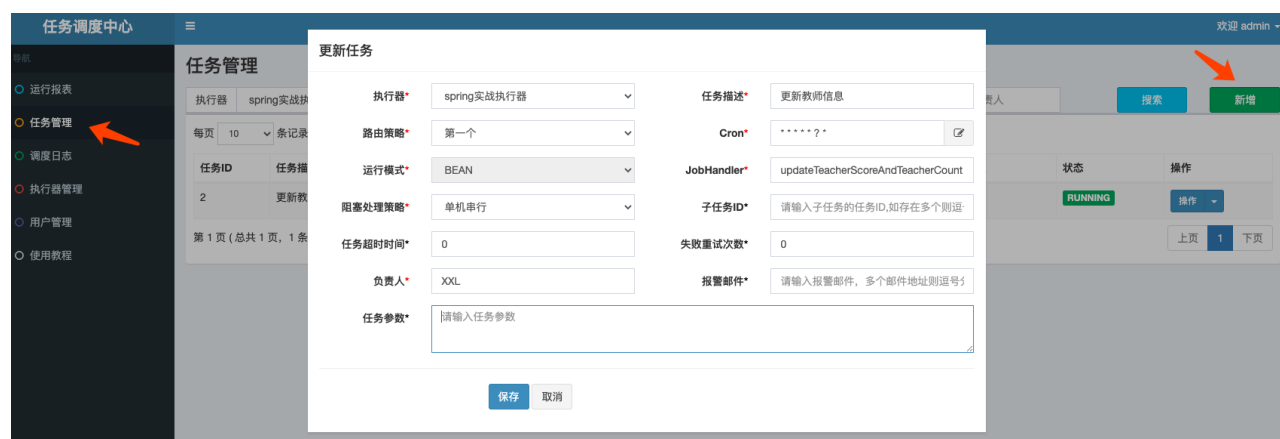 任务调度中心
欢迎 admin
导航
运行报表
任务管理
调度日志
执行器管理
用户管理
使用教程
任务管理
执行器 spring实战执
责人
搜索
新增
每页 10 条记录
任务ID 任务描
状态 操作
2 更新教
RUNNING
操作
第 1 页 ( 总共 1 页，1 条
上页 1 下页
更新任务
执行器* spring实战执行器
任务描述* 更新教师信息
路由策略* 第一个
Cron* * * * * * ? *
运行模式* BEAN
JobHandler* updateTeacherScoreAndTeacherCount
阻塞处理策略* 单机串行
子任务ID* 请输入子任务的任务ID,如存在多个则逗
任务超时时间* 0
失败重试次数* 0
负责人* XXL
报警邮件* 请输入报警邮件，多个邮件地址则逗号分
任务参数* 请输入任务参数
保存 取消